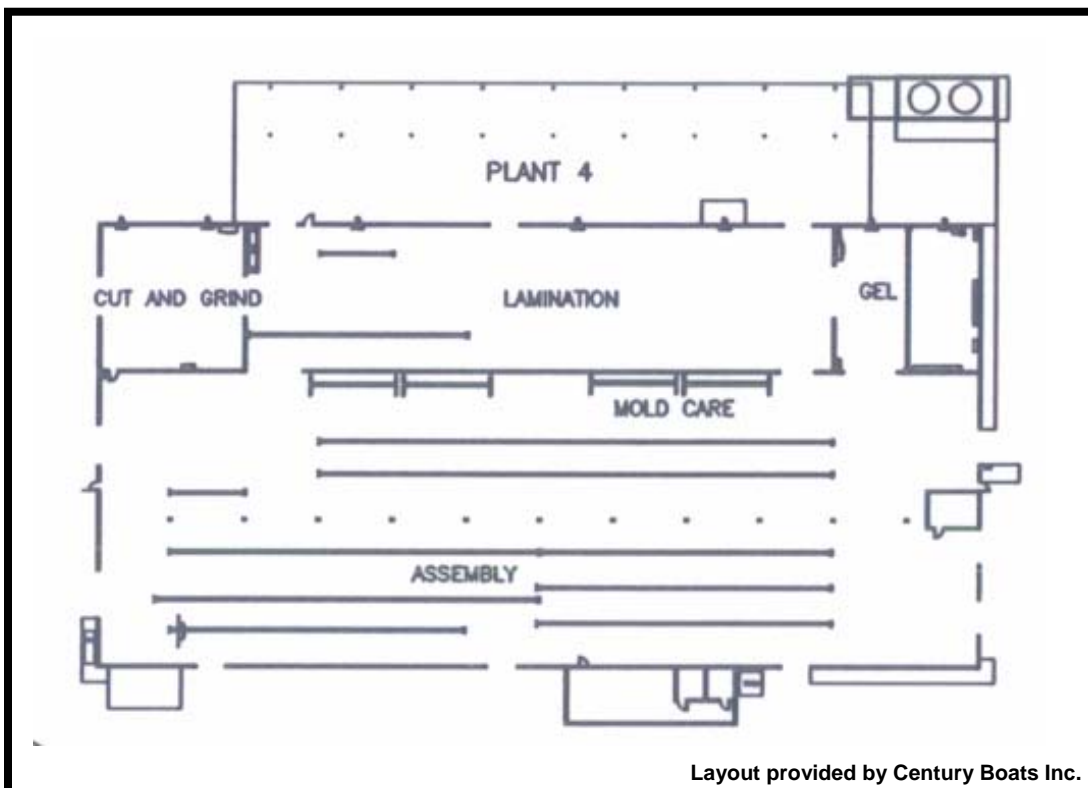 PLANT 4
CUT AND GRIND
LAMINATION
GEL
MOLD CARE
ASSEMBLY
Layout provided by Century Boats Inc.